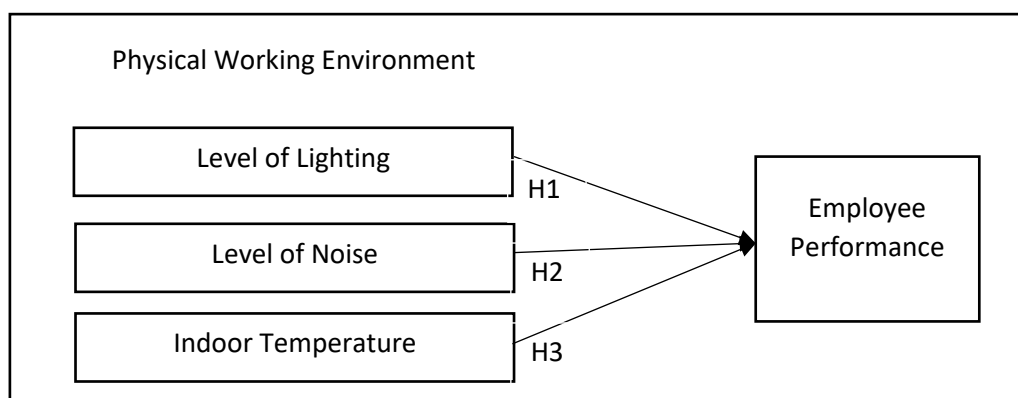 Physical Working Environment
Level of Lighting
H1
Level of Noise
H2
Indoor Temperature
H3
Employee
Performance